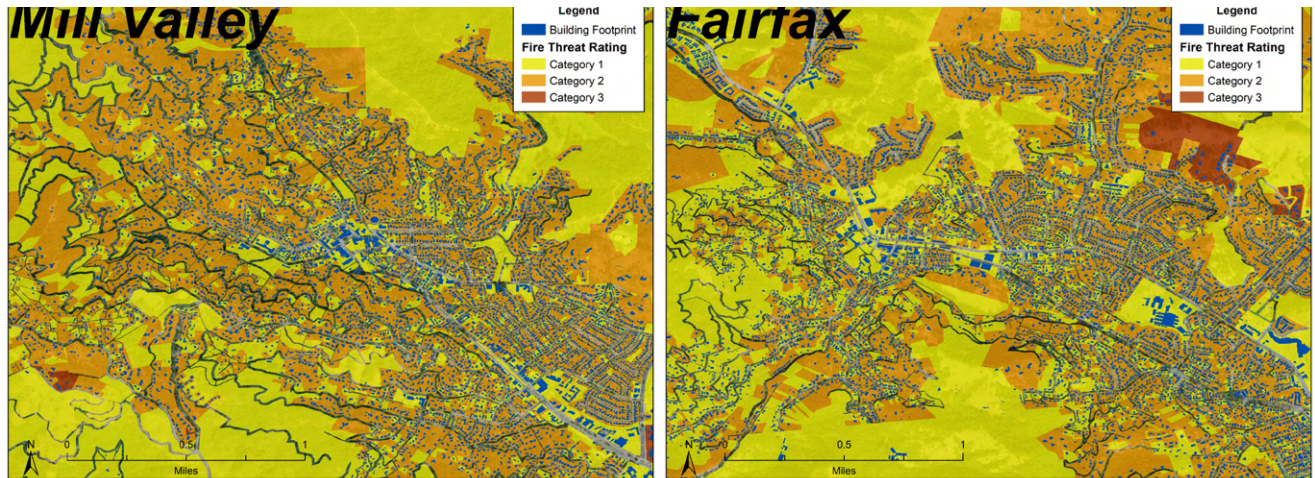 Mill Valley
Legend
Building Footprint
Fire Threat Rating
Category 1
Category 2
Category 3
N
0
0.5
1
Miles
Fairfax
Legend
Building Footprint
Fire Threat Rating
Category 1
Category 2
Category 3
N
0
0.5
1
Miles